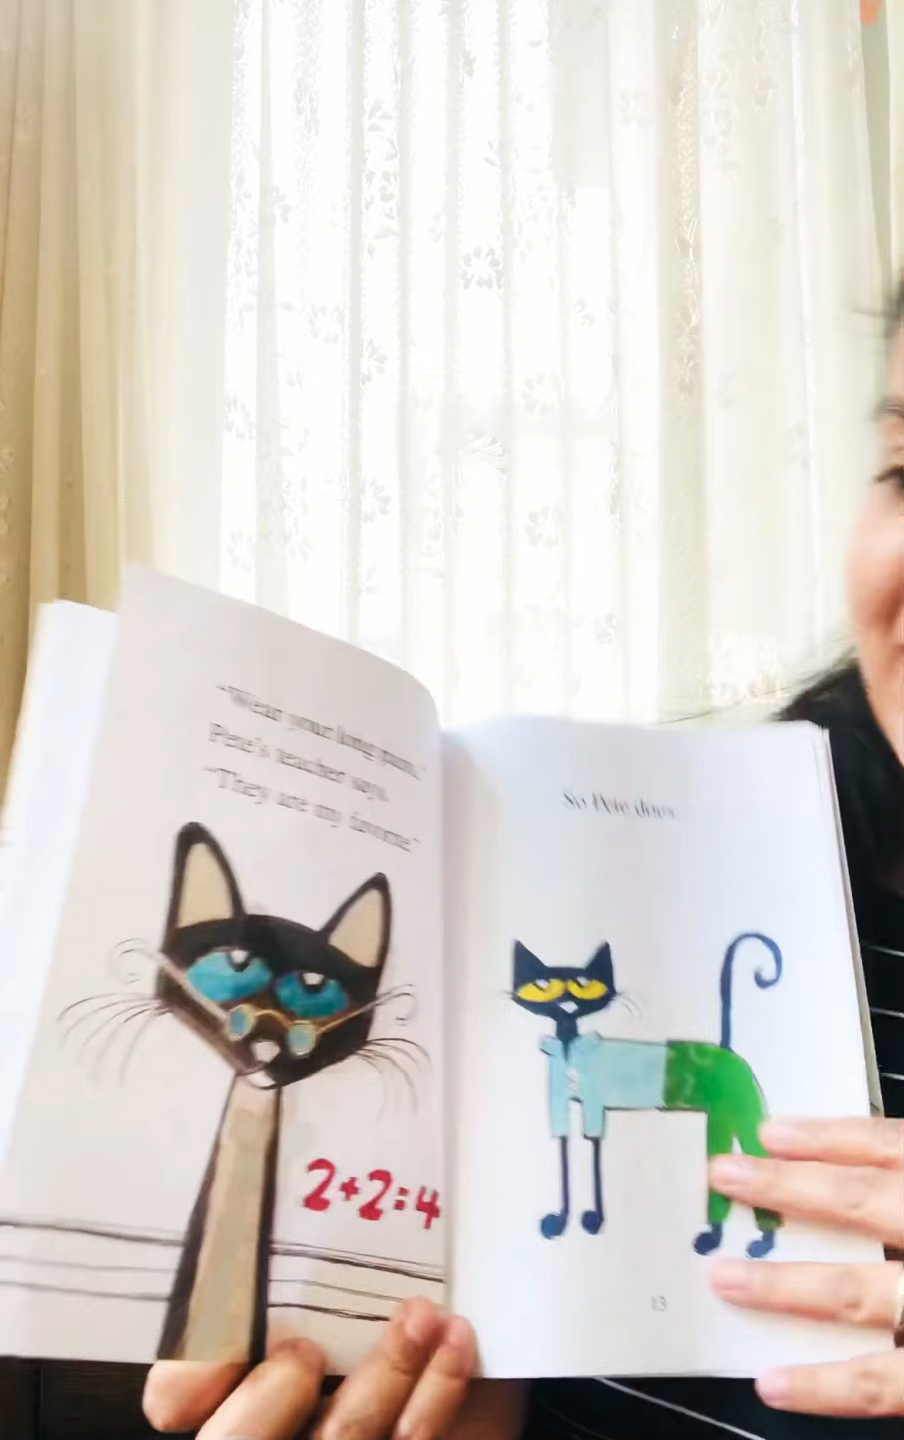 “Wear your long pants,”
Pete’s teacher says.
“They are my favorite.”
2+2=4
So Pete does.
13